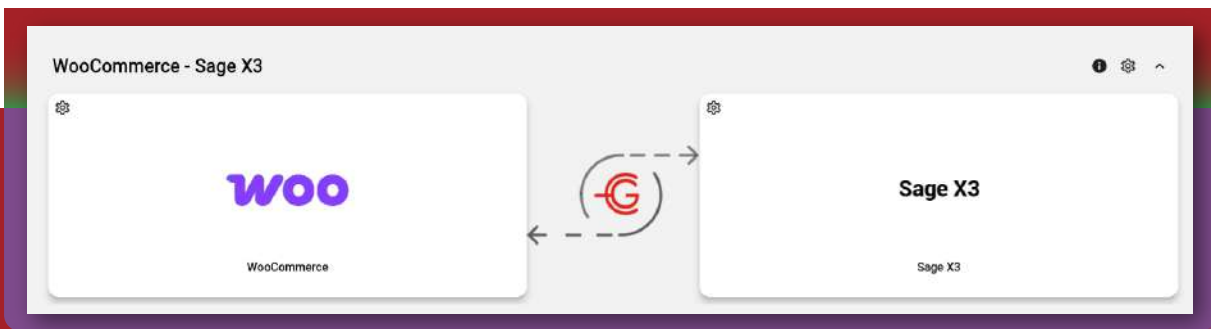 WooCommerce - Sage X3
woo
G
Sage X3
WooCommerce
Sage X3